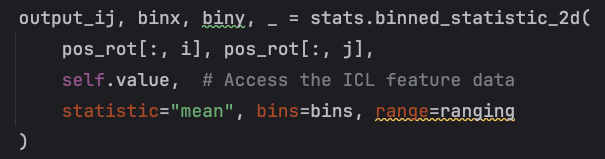 output_ij, binx, biny, _ = stats.binned_statistic_2d(
    pos_rot[:, i], pos_rot[:, j],
    self.value,  # Access the ICL feature data
    statistic="mean", bins=bins, range=ranging
)